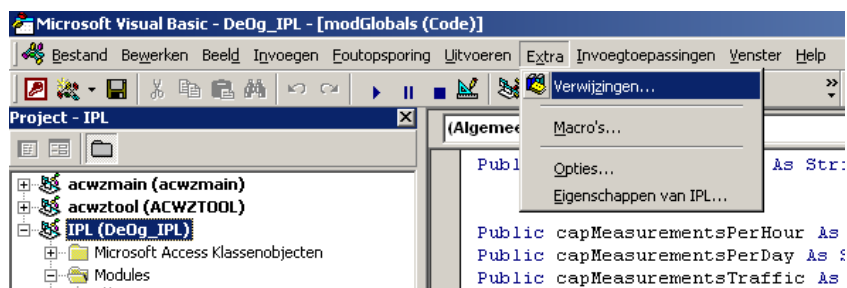 Microsoft Visual Basic - DeOg_IPL - [modGlobals (Code)]
Bestand Bewerken Beeld Invoegen Foutopsporing Uitvoeren Extra Invoegtoepassingen Venster Help
Verwijzingen...
Macro's...
Opties...
Eigenschappen van IPL...
Project - IPL
acwzmain (acwzmain)
acwztool (ACWZTOOL)
IPL (DeOg_IPL)
Microsoft Access Klassenobjecten
Modules
(Algemee
Publ As Stri
Public capMeasurementsPerHour As
Public capMeasurementsPerDay As S
Public capMeasurementsTraffic As